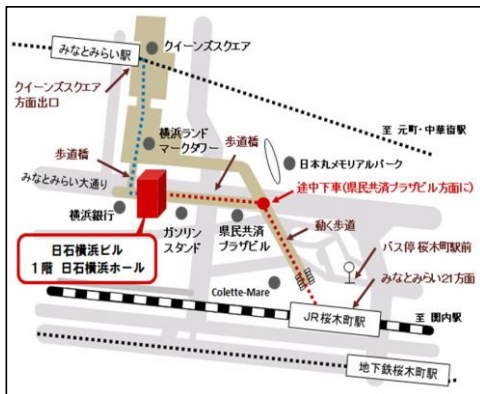 みなとみらい駅
クイーンズスクエア
クイーンズスクエア
方面出口
至 元町・中華街駅
横浜ランド
マークタワー
歩道橋
歩道橋
日本丸メモリアルパーク
みなとみらい大通り
途中下車(県民共済プラザビル方面に)
横浜銀行
ガソリン
スタンド
県民共済
プラザビル
動く歩道
日石横浜ビル
1階 日石横浜ホール
バス停 桜木町駅前
Colette-Mare
みなとみらい21方面
至 関内駅
JR桜木町駅
地下鉄桜木町駅